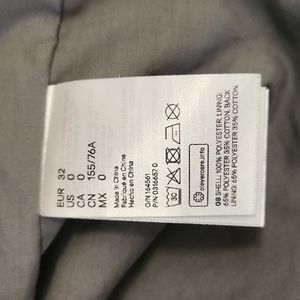 EUR 32
US 0
CA 0
CN 155/76A
MX 0
Made in China
Fabriqué en Chine
Hecho en China
GIN 164561
P/N 0316657 0
30
clevercare.info
GB SHELL: 100% POLYESTER. LINING:
65% POLYESTER 35% COTTON. BACK
LINING: 65% POLYESTER 35% COTTON.